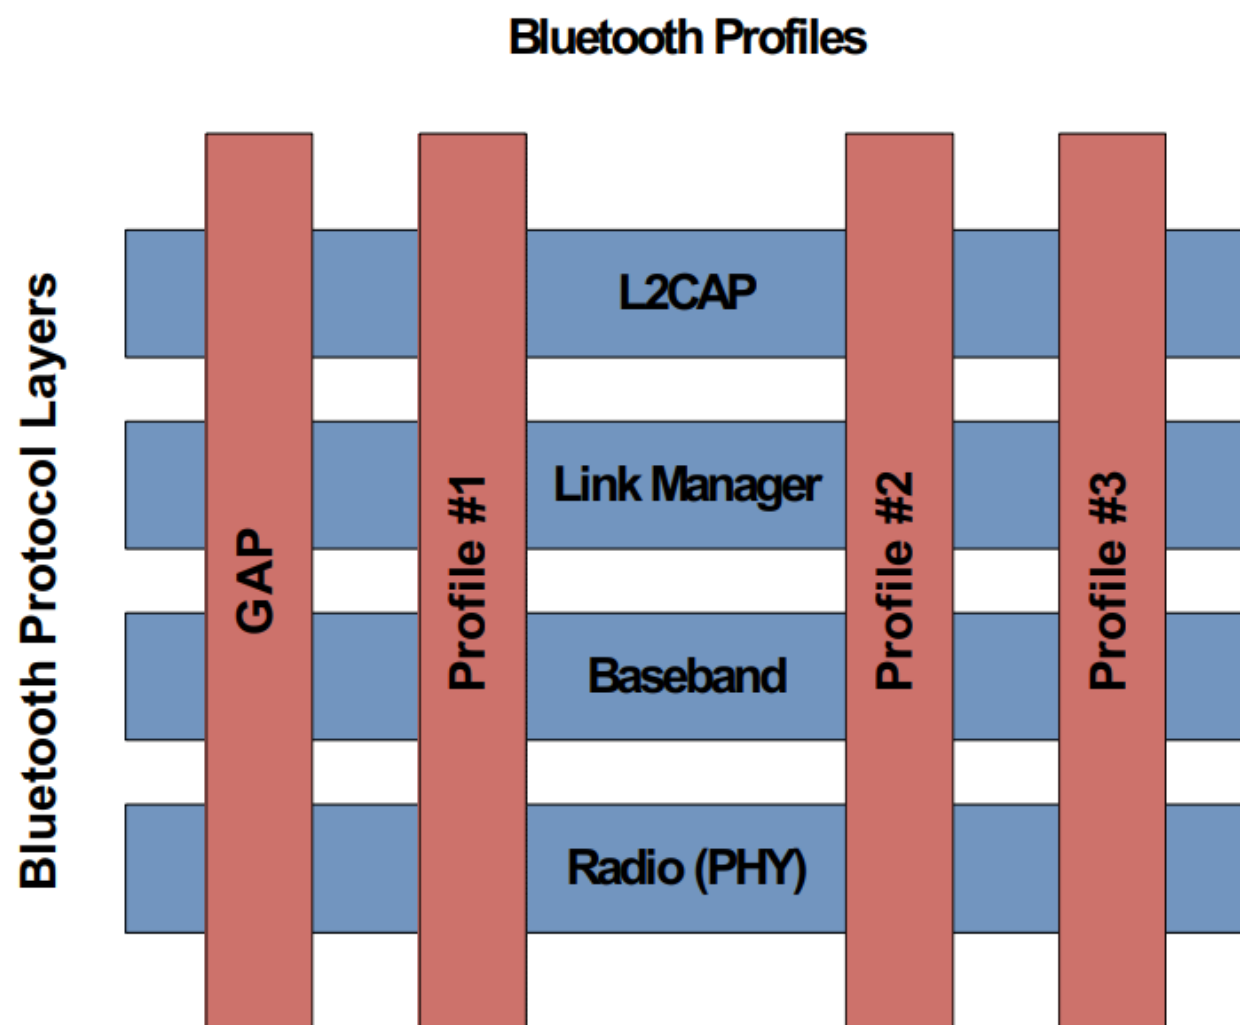 Bluetooth Profiles
Bluetooth Protocol Layers
GAP
Profile #1
L2CAP
Link Manager
Baseband
Radio (PHY)
Profile #2
Profile #3